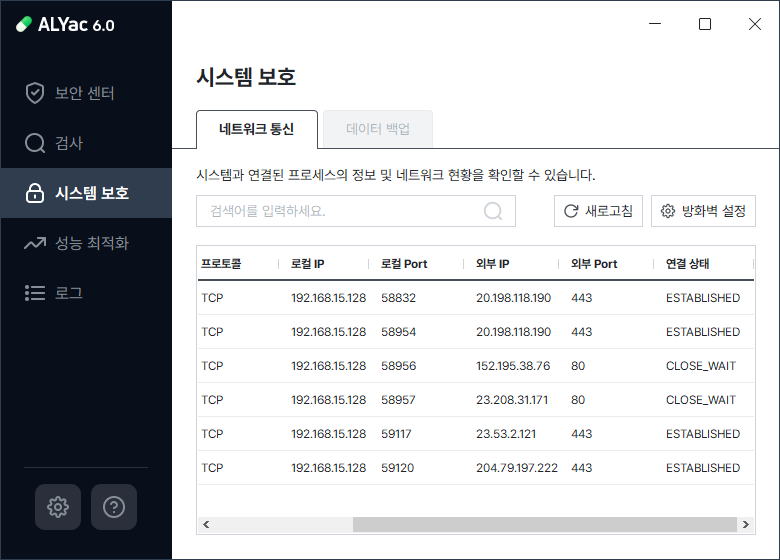 ALYac 6.0
보안 센터
검사
시스템 보호
성능 최적화
로그
시스템 보호
네트워크 통신 데이터 백업
시스템과 연결된 프로세스의 정보 및 네트워크 현황을 확인할 수 있습니다.
검색어를 입력하세요. 새로고침 방화벽 설정
프로토콜 로컬 IP 로컬 Port 외부 IP 외부 Port 연결 상태
TCP 192.168.15.128 58832 20.198.118.190 443 ESTABLISHED
TCP 192.168.15.128 58954 20.198.118.190 443 ESTABLISHED
TCP 192.168.15.128 58956 152.195.38.76 80 CLOSE_WAIT
TCP 192.168.15.128 58957 23.208.31.171 80 CLOSE_WAIT
TCP 192.168.15.128 59117 23.53.2.121 443 ESTABLISHED
TCP 192.168.15.128 59120 204.79.197.222 443 ESTABLISHED